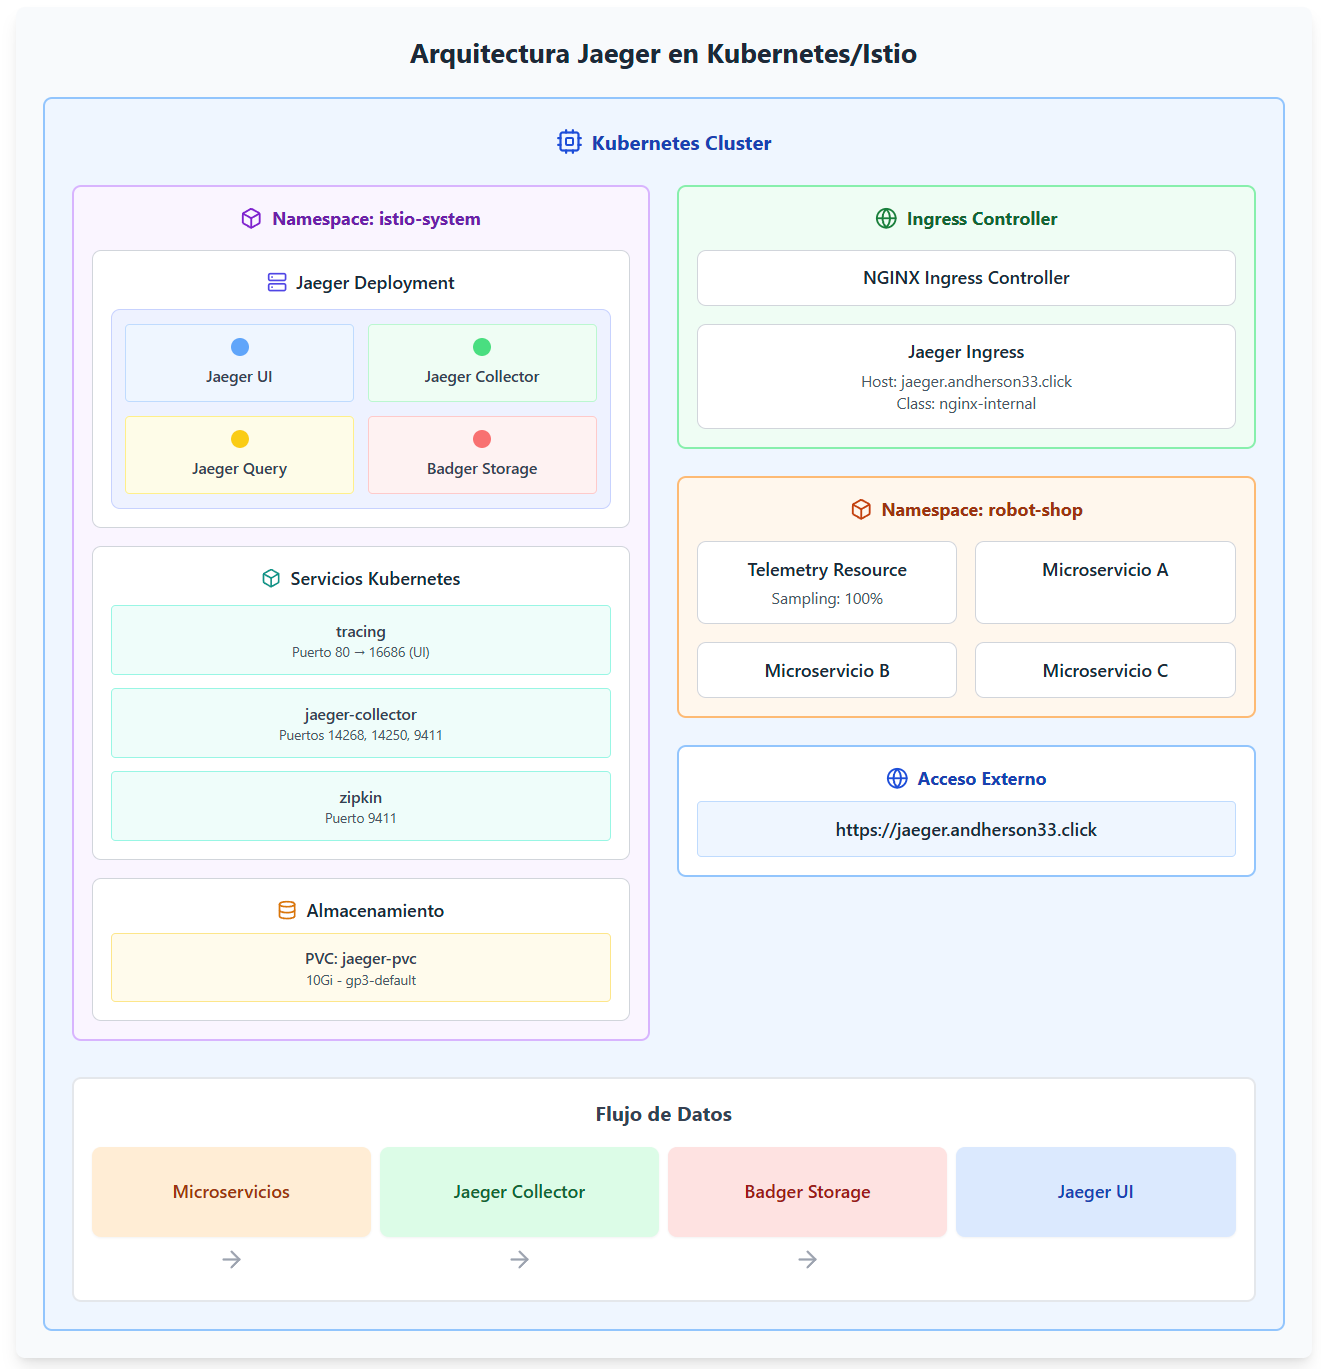 Arquitectura Jaeger en Kubernetes/Istio
Kubernetes Cluster
Namespace: istio-system
Jaeger Deployment
Jaeger UI
Jaeger Collector
Jaeger Query
Badger Storage
Servicios Kubernetes
tracing
Puerto 80 → 16686 (UI)
jaeger-collector
Puertos 14268, 14250, 9411
zipkin
Puerto 9411
Almacenamiento
PVC: jaeger-pvc
10Gi - gp3-default
Ingress Controller
NGINX Ingress Controller
Jaeger Ingress
Host: jaeger.andherson33.click
Class: nginx-internal
Namespace: robot-shop
Telemetry Resource
Sampling: 100%
Microservicio A
Microservicio B
Microservicio C
Acceso Externo
https://jaeger.andherson33.click
Flujo de Datos
Microservicios
Jaeger Collector
Badger Storage
Jaeger UI